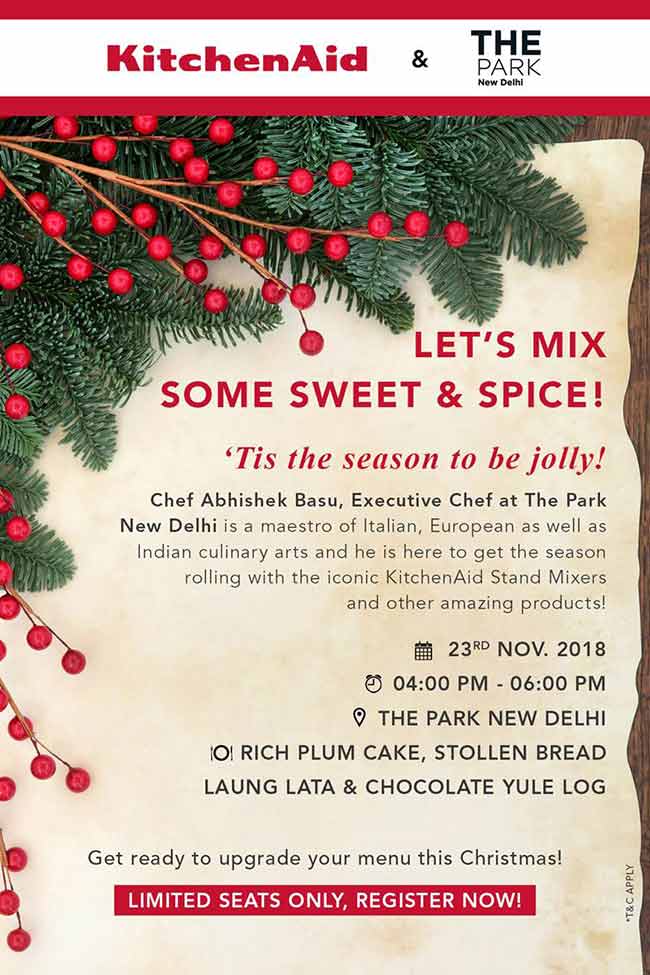 KitchenAid & THE PARK New Delhi
LET'S MIX
SOME SWEET & SPICE!
‘Tis the season to be jolly!
Chef Abhishek Basu, Executive Chef at The Park
New Delhi is a maestro of Italian, European as well as
Indian culinary arts and he is here to get the season
rolling with the iconic KitchenAid Stand Mixers
and other amazing products!
23RD NOV. 2018
04:00 PM - 06:00 PM
THE PARK NEW DELHI
RICH PLUM CAKE, STOLLEN BREAD
LAUNG LATA & CHOCOLATE YULE LOG
Get ready to upgrade your menu this Christmas!
LIMITED SEATS ONLY, REGISTER NOW!
*T&C APPLY